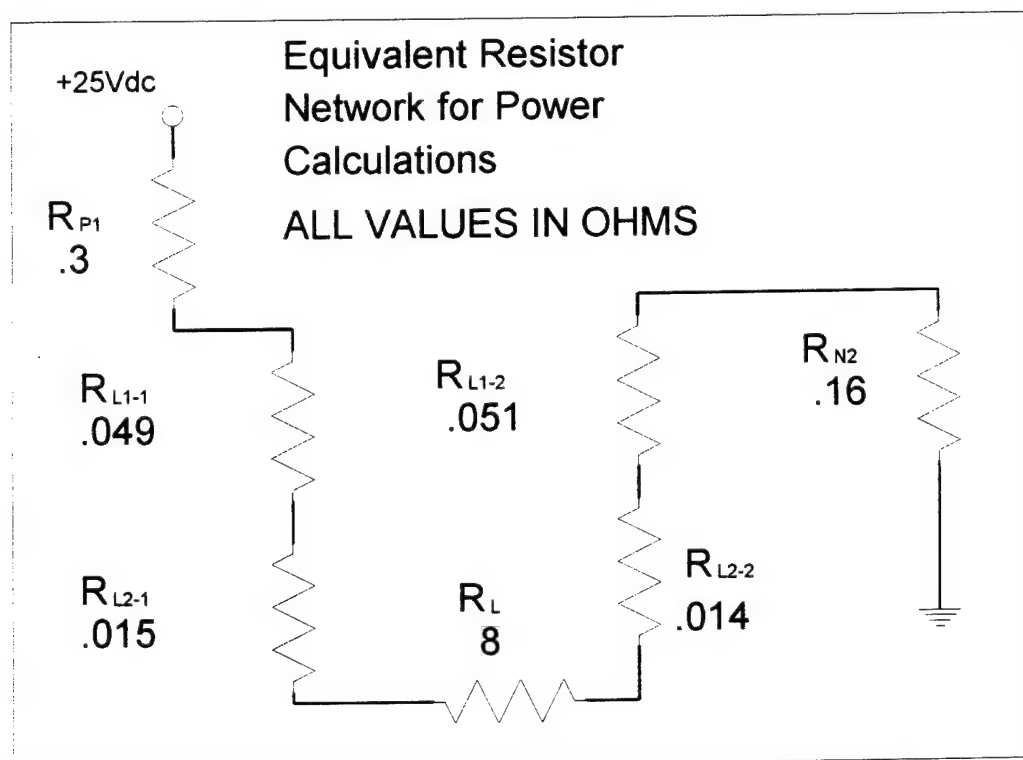 Equivalent Resistor
Network for Power
Calculations
ALL VALUES IN OHMS
+25Vdc
RP1
.3
RL1-1
.049
RL2-1
.015
RL
8
RL1-2
.051
RL2-2
.014
RN2
.16